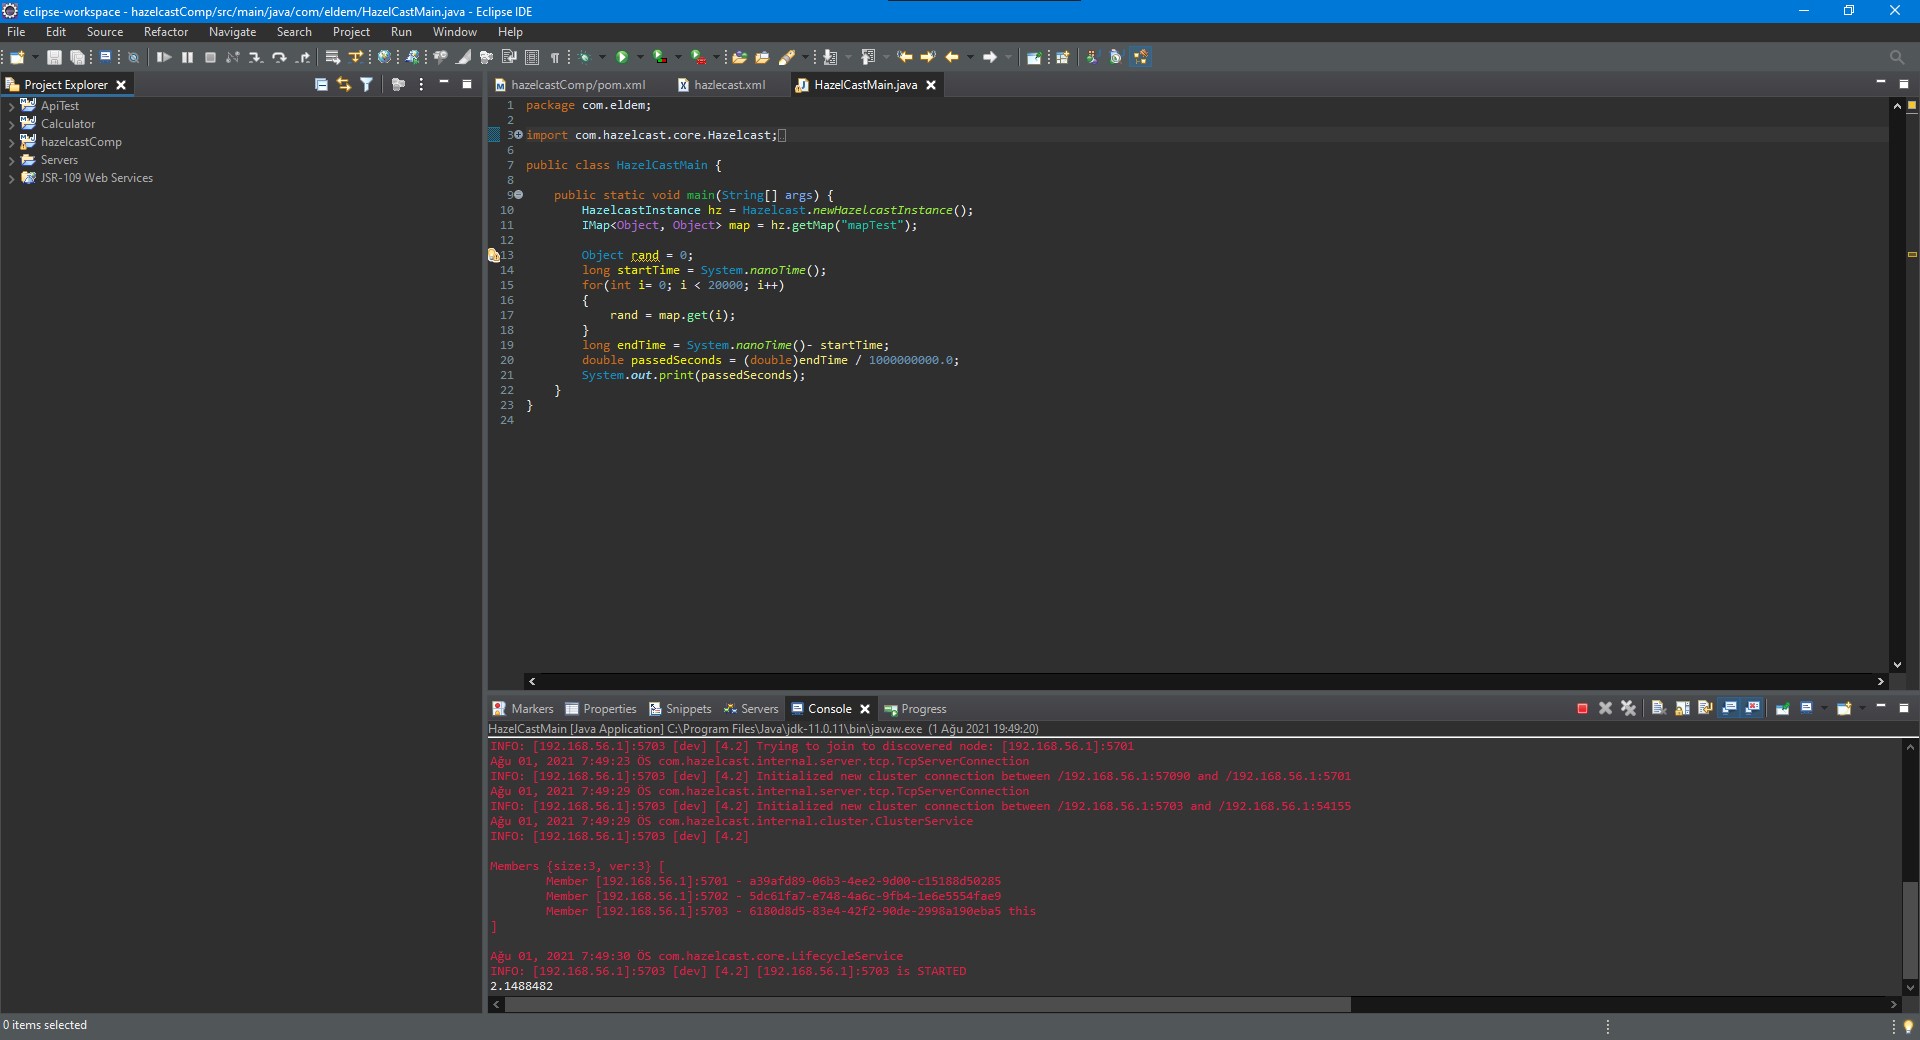 eclipse-workspace - hazelcastComp/src/main/java/com/eldem/HazelCastMain.java - Eclipse IDE
File Edit Source Refactor Navigate Search Project Run Window Help
Project Explorer
ApiTest
Calculator
hazelcastComp
Servers
JSR-109 Web Services
hazelcastComp/pom.xml hazlecast.xml HazelCastMain.java
1 package com.eldem;
2
3 import com.hazelcast.core.Hazelcast;
6
7 public class HazelCastMain {
8
9     public static void main(String[] args) {
10         HazelcastInstance hz = Hazelcast.newHazelcastInstance();
11         IMap<Object, Object> map = hz.getMap("mapTest");
12
13         Object rand = 0;
14         long startTime = System.nanoTime();
15         for(int i= 0; i < 20000; i++)
16         {
17             rand = map.get(i);
18         }
19         long endTime = System.nanoTime()- startTime;
20         double passedSeconds = (double)endTime / 1000000000.0;
21         System.out.print(passedSeconds);
22     }
23 }
24
Markers Properties Snippets Servers Console Progress
HazelCastMain [Java Application] C:\Program Files\Java\jdk-11.0.11\bin\javaw.exe (1 Ağu 2021 19:49:20)
INFO: [192.168.56.1]:5703 [dev] [4.2] Trying to join to discovered node: [192.168.56.1]:5701
Ağu 01, 2021 7:49:23 ÖS com.hazelcast.internal.server.tcp.TcpServerConnection
INFO: [192.168.56.1]:5703 [dev] [4.2] Initialized new cluster connection between /192.168.56.1:57090 and /192.168.56.1:5701
Ağu 01, 2021 7:49:29 ÖS com.hazelcast.internal.server.tcp.TcpServerConnection
INFO: [192.168.56.1]:5703 [dev] [4.2] Initialized new cluster connection between /192.168.56.1:5703 and /192.168.56.1:54155
Ağu 01, 2021 7:49:29 ÖS com.hazelcast.internal.cluster.ClusterService
INFO: [192.168.56.1]:5703 [dev] [4.2]
Members {size:3, ver:3} [
Member [192.168.56.1]:5701 - a39afd89-06b3-4ee2-9d00-c15188d50285
Member [192.168.56.1]:5702 - 5dc61fa7-e748-4a6c-9fb4-1e6e5554fae9
Member [192.168.56.1]:5703 - 6180d8d5-83e4-42f2-90de-2998a190eba5 this
]
Ağu 01, 2021 7:49:30 ÖS com.hazelcast.core.LifecycleService
INFO: [192.168.56.1]:5703 [dev] [4.2] [192.168.56.1]:5703 is STARTED
2.1488482
0 items selected